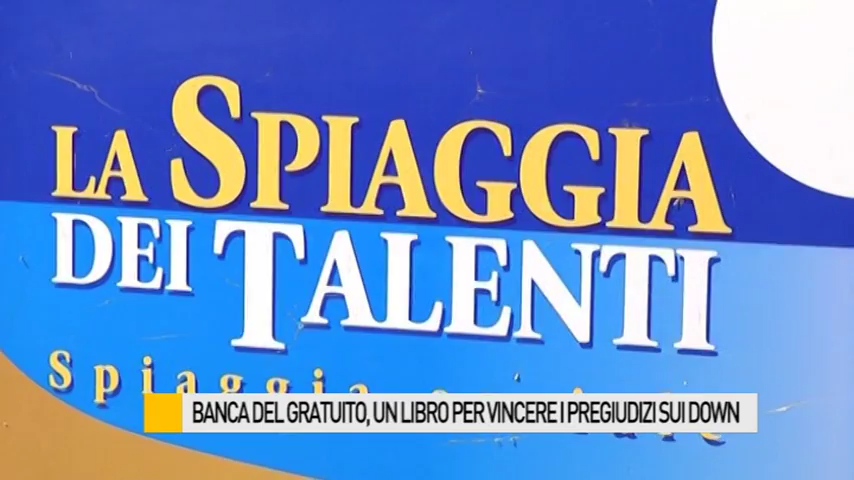 LA SPIAGGIA
DEI TALENTI
Spiaggia
BANCA DEL GRATUITO, UN LIBRO PER VINCERE I PREGIUDIZI SUI DOWN